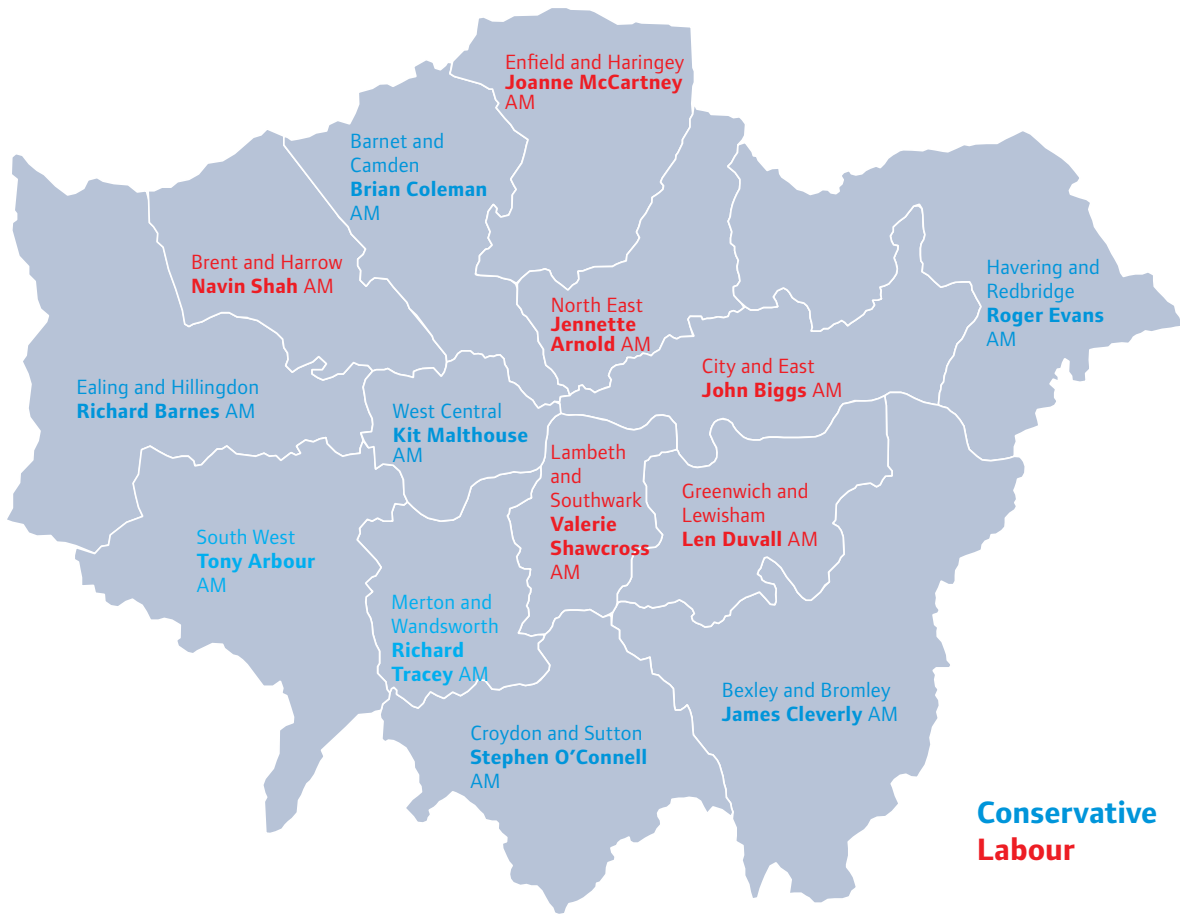 Enfield and Haringey
Joanne McCartney
AM
Barnet and
Camden
Brian Coleman
AM
Brent and Harrow
Navin Shah AM
Havering and
Redbridge
Roger Evans
AM
North East
Jennette
Arnold AM
City and East
John Biggs AM
Ealing and Hillingdon
Richard Barnes AM
West Central
Kit Malthouse
AM
Lambeth
and
Southwark
Valerie
Shawcross
AM
Greenwich and
Lewisham
Len Duvall AM
South West
Tony Arbour
AM
Merton and
Wandsworth
Richard
Tracey AM
Bexley and Bromley
James Cleverly AM
Croydon and Sutton
Stephen O’Connell
AM
Conservative
Labour